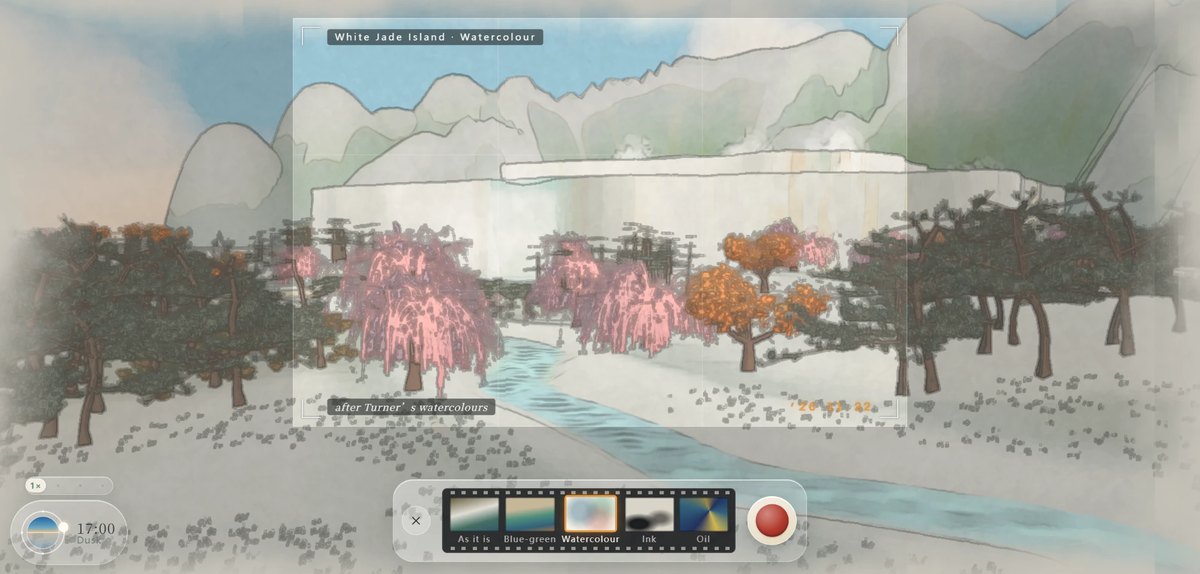 White Jade Island · Watercolour
after Turner’s watercolours
1×
17:00
Dusk
×
As it is
Blue-green
Watercolour
Ink
Oil